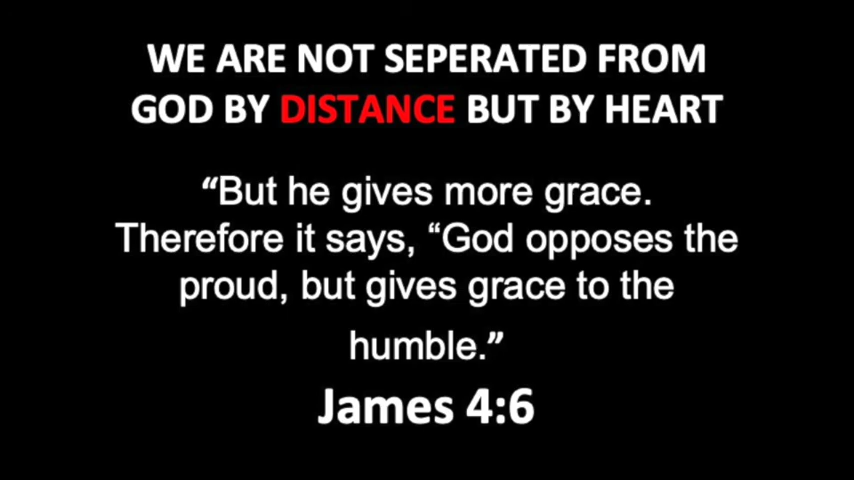 WE ARE NOT SEPERATED FROM
GOD BY DISTANCE BUT BY HEART
“But he gives more grace.
Therefore it says, “God opposes the
proud, but gives grace to the
humble.”
James 4:6